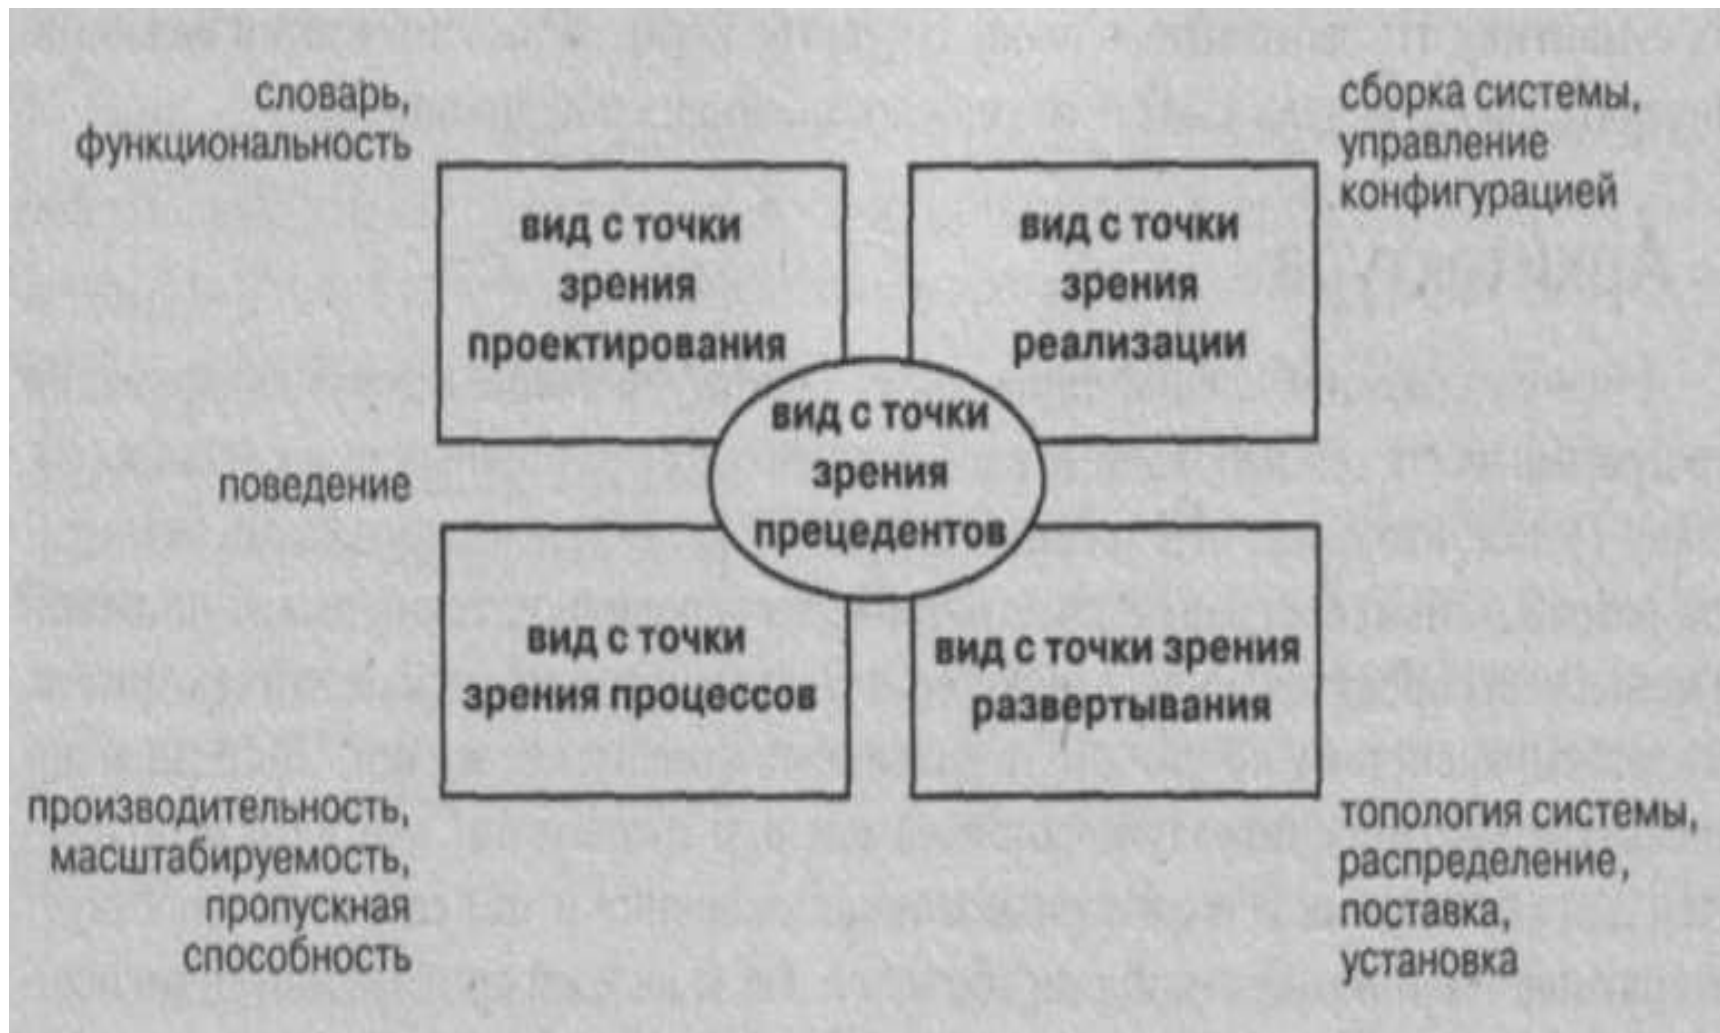 словарь,
функциональность
сборка системы,
управление
конфигурацией
вид с точки
зрения
проектирования
вид с точки
зрения
реализации
вид с точки
зрения
прецедентов
поведение
вид с точки
зрения процессов
вид с точки зрения
развертывания
производительность,
масштабируемость,
пропускная
способность
топология системы,
распределение,
поставка,
установка